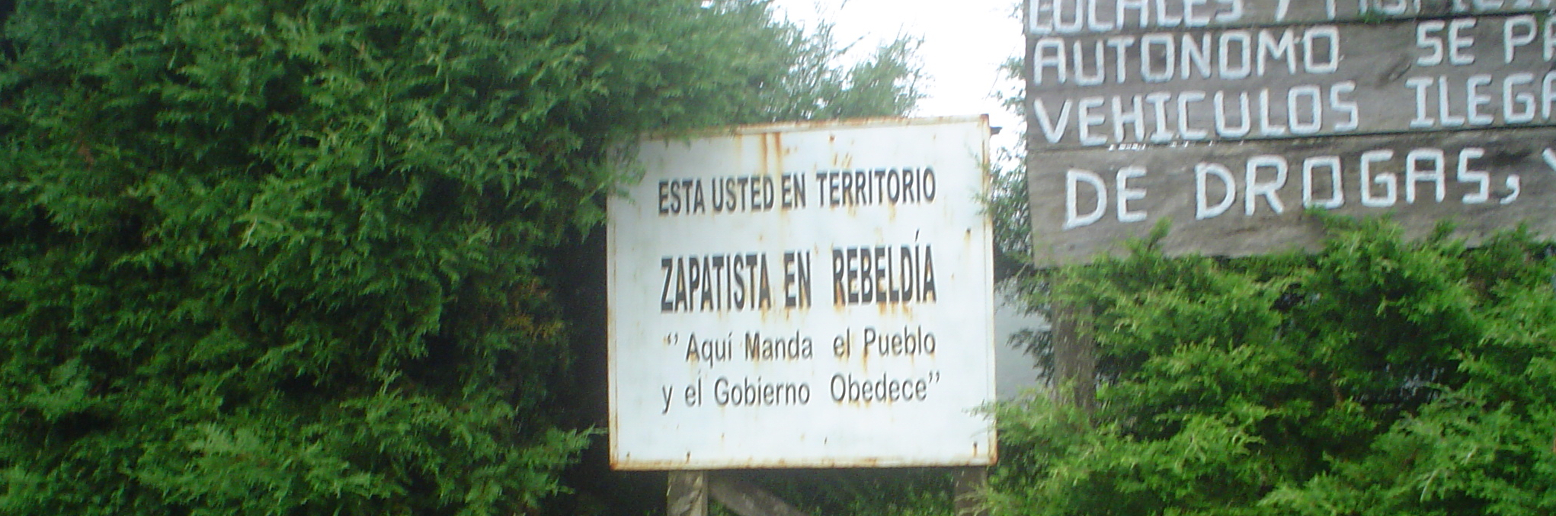 ESTA USTED EN TERRITORIO
ZAPATISTA EN REBELDÍA
“ Aquí Manda el Pueblo
y el Gobierno Obedece”
LOCALES Y
AUTONOMO SE
VEHICULOS
DE DROGAS,